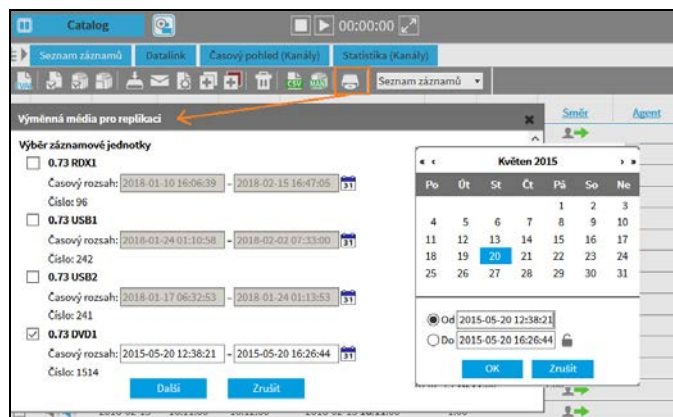 Catalog
00:00:00
Seznam záznamů Datalink Časový pohled (Kanály) Statistika (Kanály)
CSV Seznam záznamů
Výměnná média pro replikaci
Směr Agent
Výběr záznamové jednotky
0.73 RDX1
Časový rozsah: 2018-01-10 16:06:39 - 2018-02-15 16:47:05 31
Číslo: 96
0.73 USB1
Časový rozsah: 2018-01-24 01:10:58 - 2018-02-02 07:33:00 31
Číslo: 242
0.73 USB2
Časový rozsah: 2018-01-17 06:32:53 - 2018-01-24 01:13:53 31
Číslo: 241
0.73 DVD1
Časový rozsah: 2015-05-20 12:38:21 - 2015-05-20 16:26:44 31
Číslo: 1514
Další Zrušit
« ‹ Květen 2015 › »
Po Út St Čt Pá So Ne
1 2 3
4 5 6 7 8 9 10
11 12 13 14 15 16 17
18 19 20 21 22 23 24
25 26 27 28 29 30 31
Od 2015-05-20 12:38:21
Do 2015-05-20 16:26:44
OK Zrušit